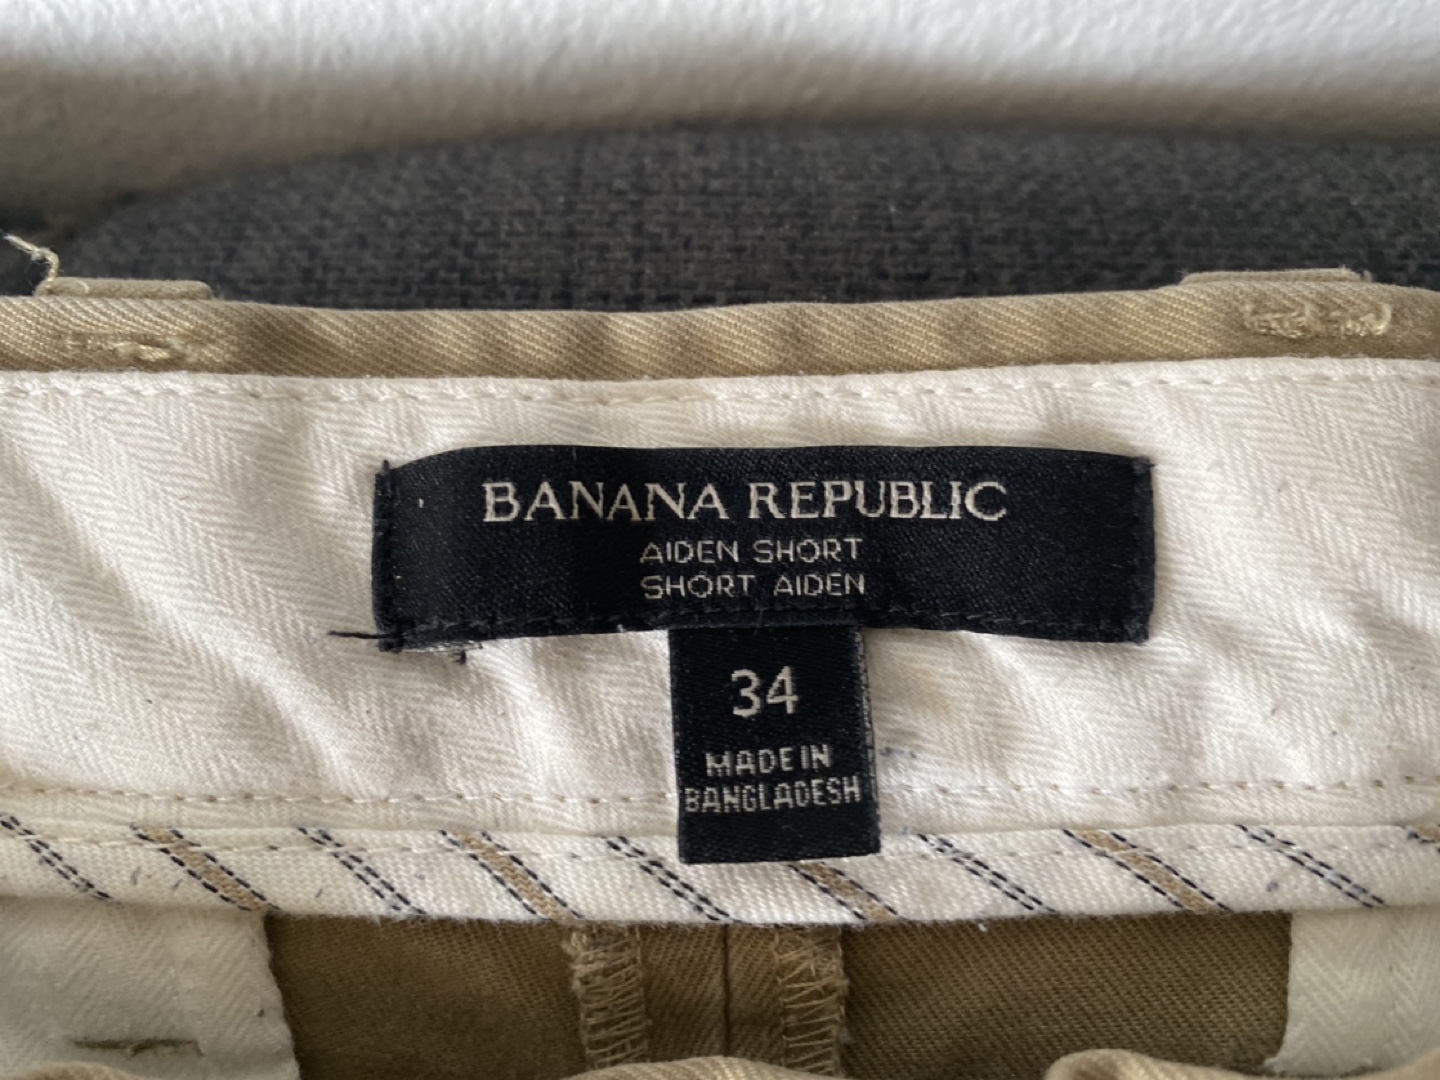 BANANA REPUBLIC
AIDEN SHORT
SHORT AIDEN
34
MADE IN
BANGLADESH